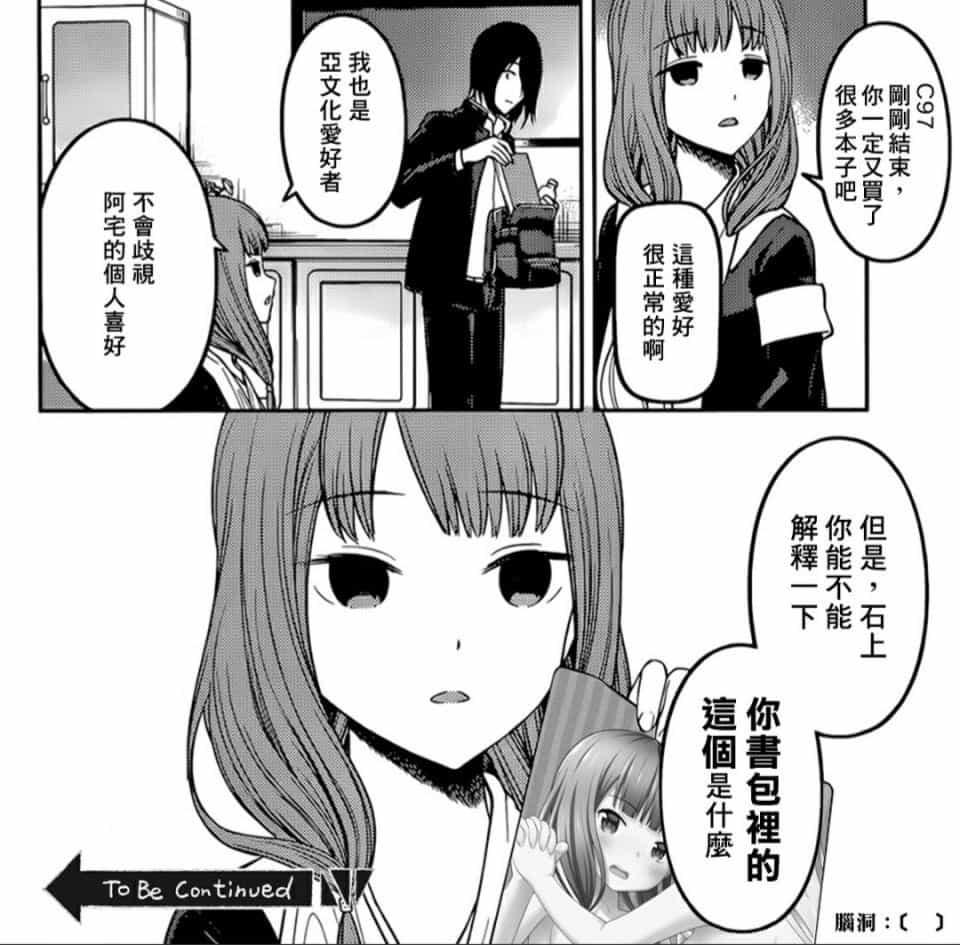 C97
剛剛結束，
你一定又買了
很多本子吧
這種愛好
很正常的啊
我也是
亞文化愛好者
不會歧視
阿宅的個人喜好
但是，石上
你能不能
解釋一下
你書包裡的
這個是什麼
To Be Continued
腦洞：〔　〕